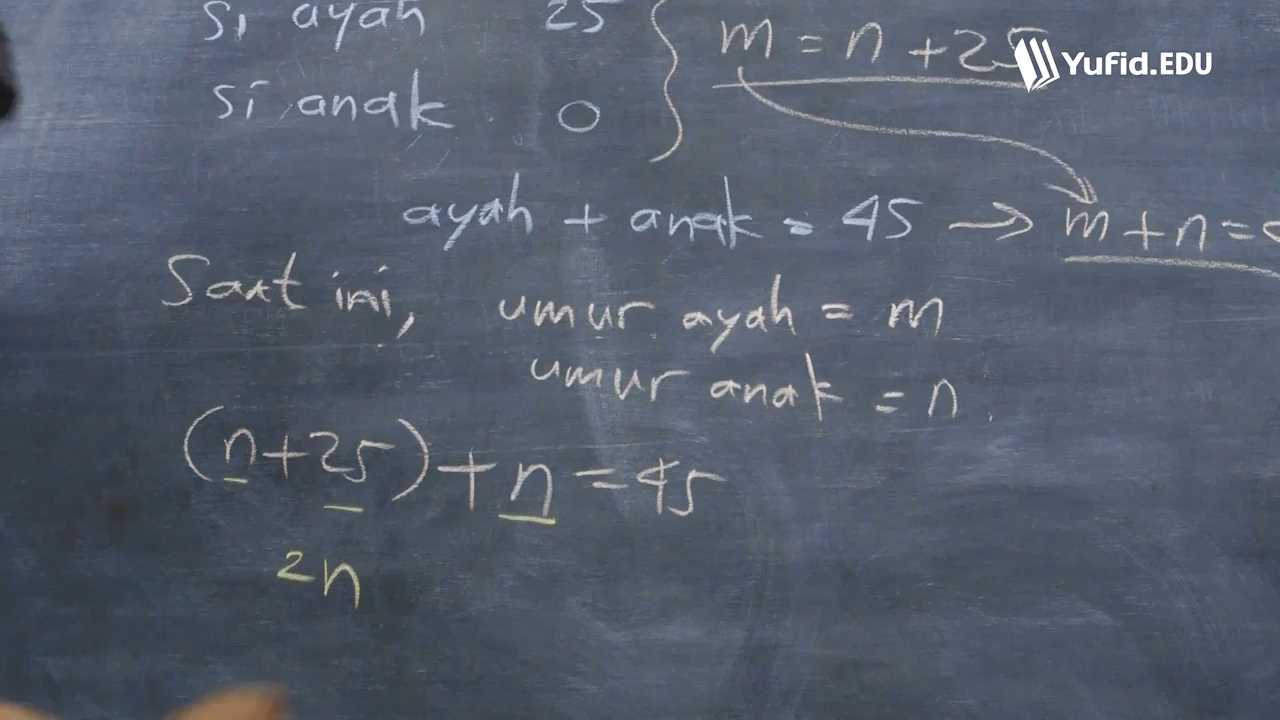 si ayah 25
m = n + 25
Yufid.EDU
si anak 0
ayah + anak = 45 → m + n =
Saat ini, umur ayah = m
umur anak = n.
(n + 25) + n = 45
2n